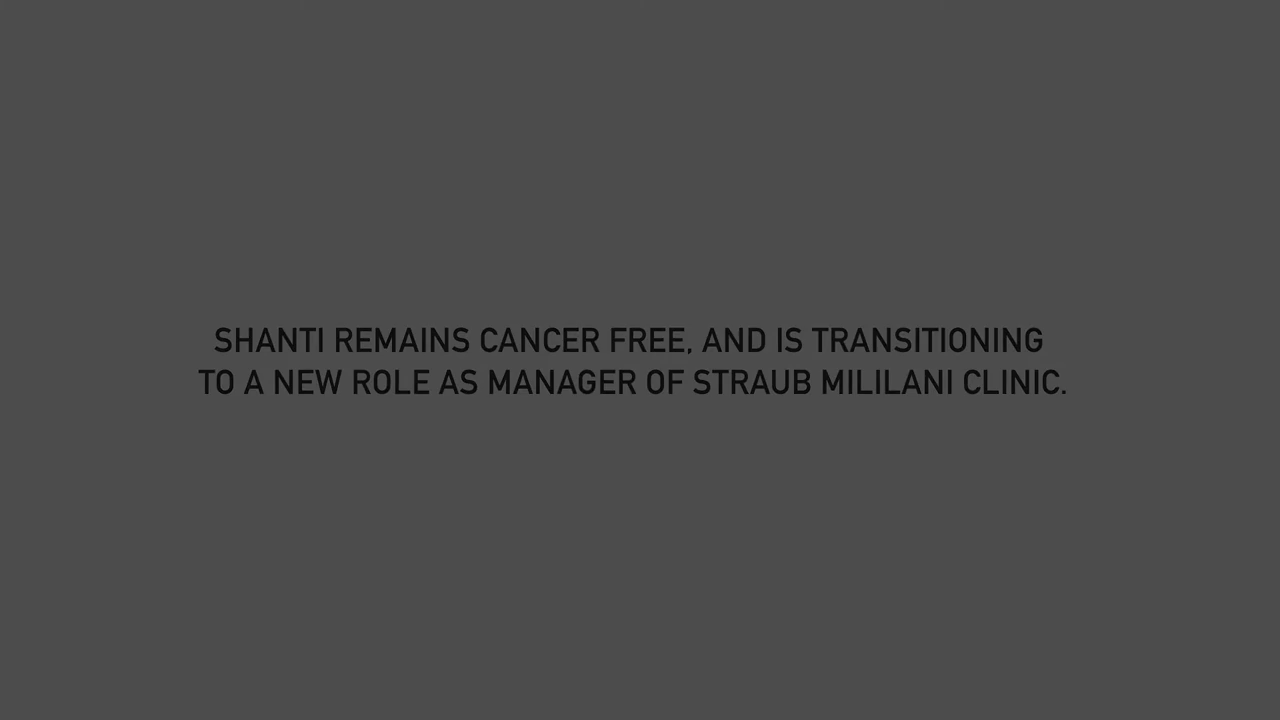 SHANTI REMAINS CANCER FREE, AND IS TRANSITIONING
TO A NEW ROLE AS MANAGER OF STRAUB MILILANI CLINIC.